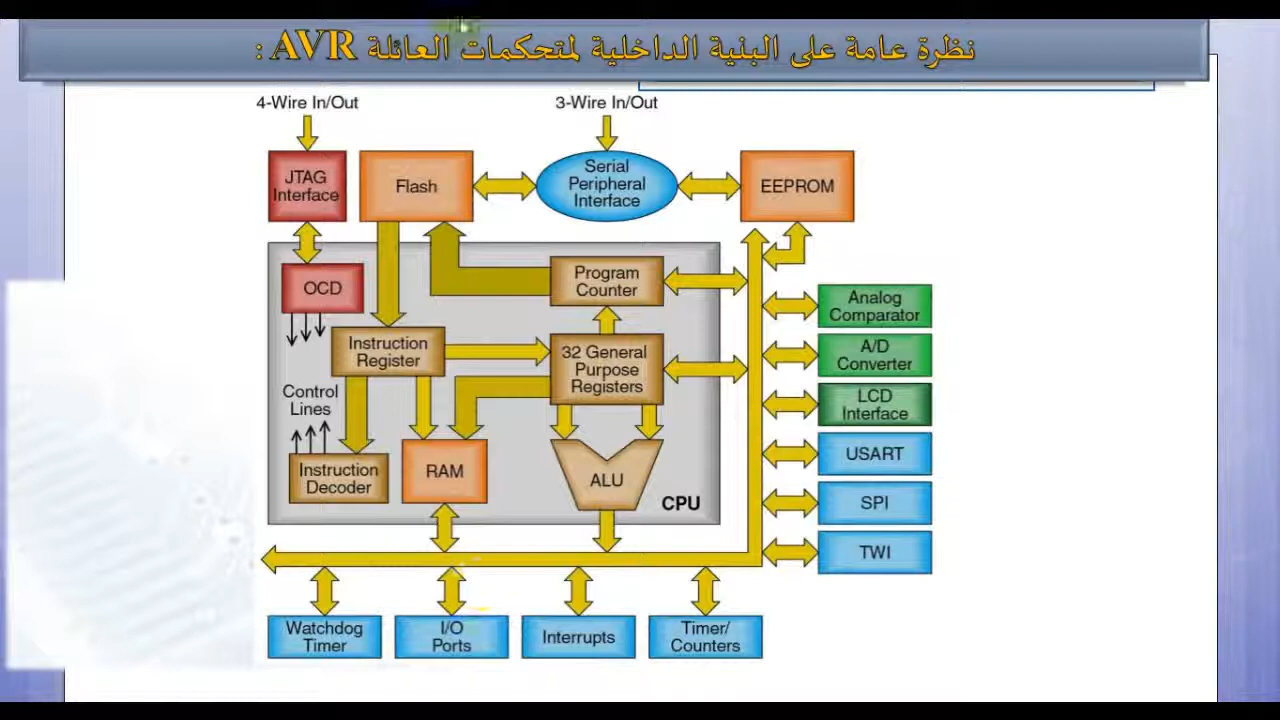 نظرة عامة على البنية الداخلية لمتحكمات العائلة AVR :
4-Wire In/Out
3-Wire In/Out
JTAG
Interface
Flash
Serial
Peripheral
Interface
EEPROM
OCD
Program
Counter
Analog
Comparator
Instruction
Register
32 General
Purpose
Registers
A/D
Converter
Control
Lines
LCD
Interface
USART
Instruction
Decoder
RAM
ALU
CPU
SPI
TWI
Watchdog
Timer
I/O
Ports
Interrupts
Timer/
Counters